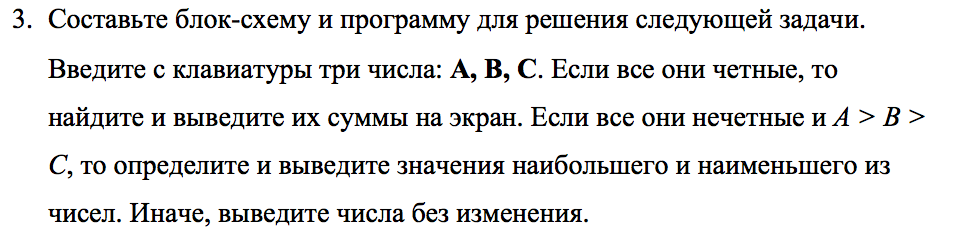 3. Составьте блок-схему и программу для решения следующей задачи.
Введите с клавиатуры три числа: A, B, C. Если все они четные, то
найдите и выведите их суммы на экран. Если все они нечетные и A > B >
C, то определите и выведите значения наибольшего и наименьшего из
чисел. Иначе, выведите числа без изменения.